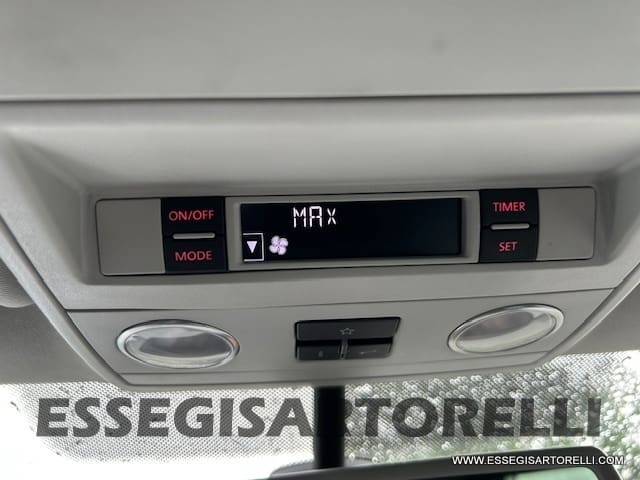 MAX
ON/OFF
TIMER
MODE
SET
ESSEGISARTORELLI
WWW.ESSEGISARTORELLI.COM